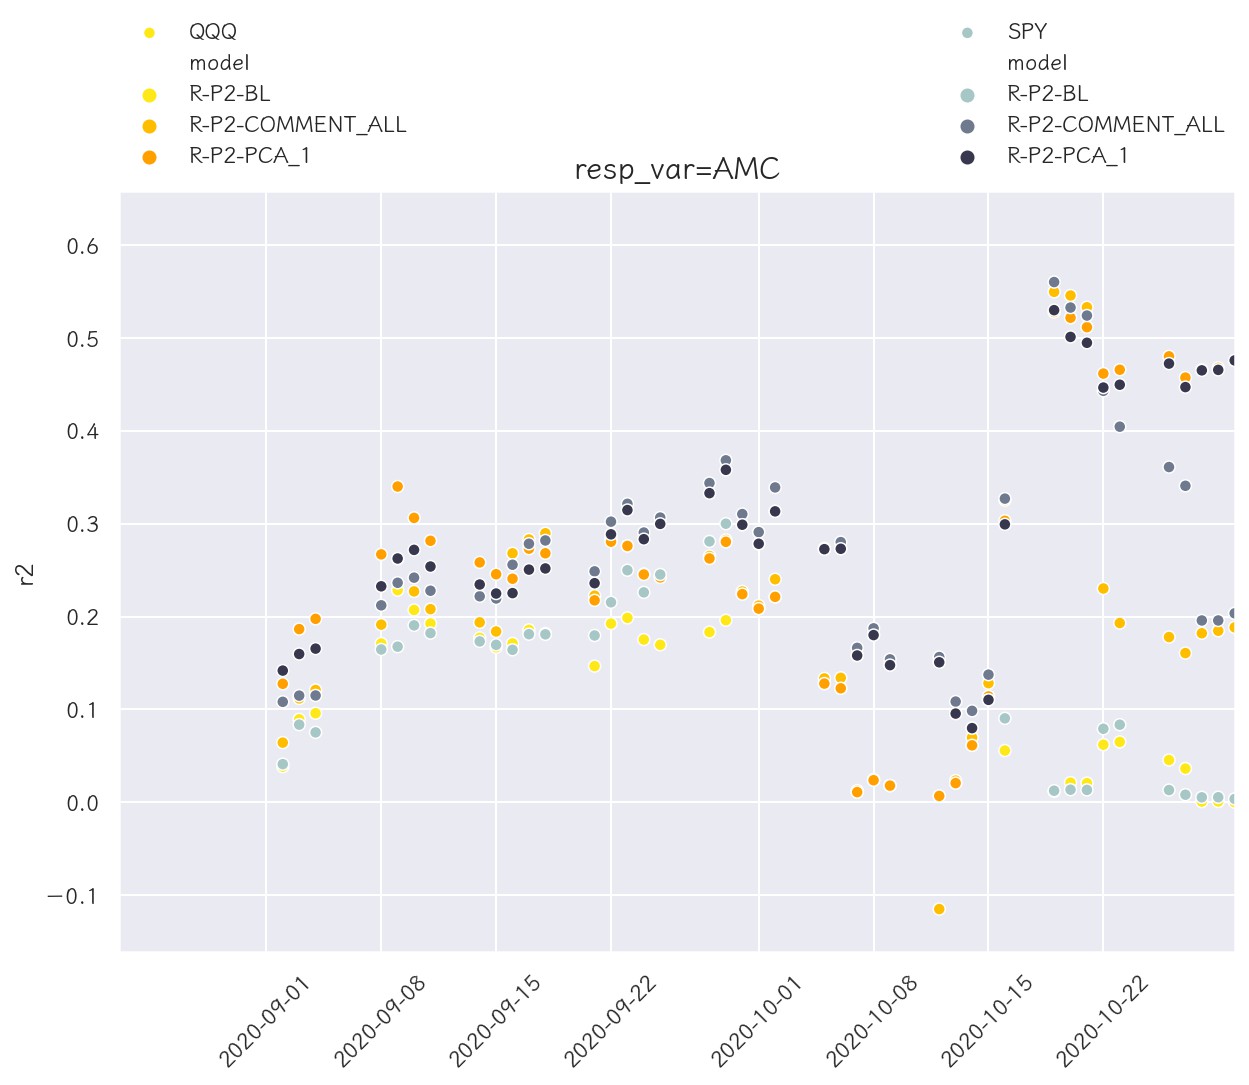 QQQ
model
R-P2-BL
R-P2-COMMENT_ALL
R-P2-PCA_1
SPY
model
R-P2-BL
R-P2-COMMENT_ALL
R-P2-PCA_1
resp_var=AMC
0.6
0.5
0.4
0.3
0.2
0.1
0.0
−0.1
r2
2020-09-01
2020-09-08
2020-09-15
2020-09-22
2020-10-01
2020-10-08
2020-10-15
2020-10-22